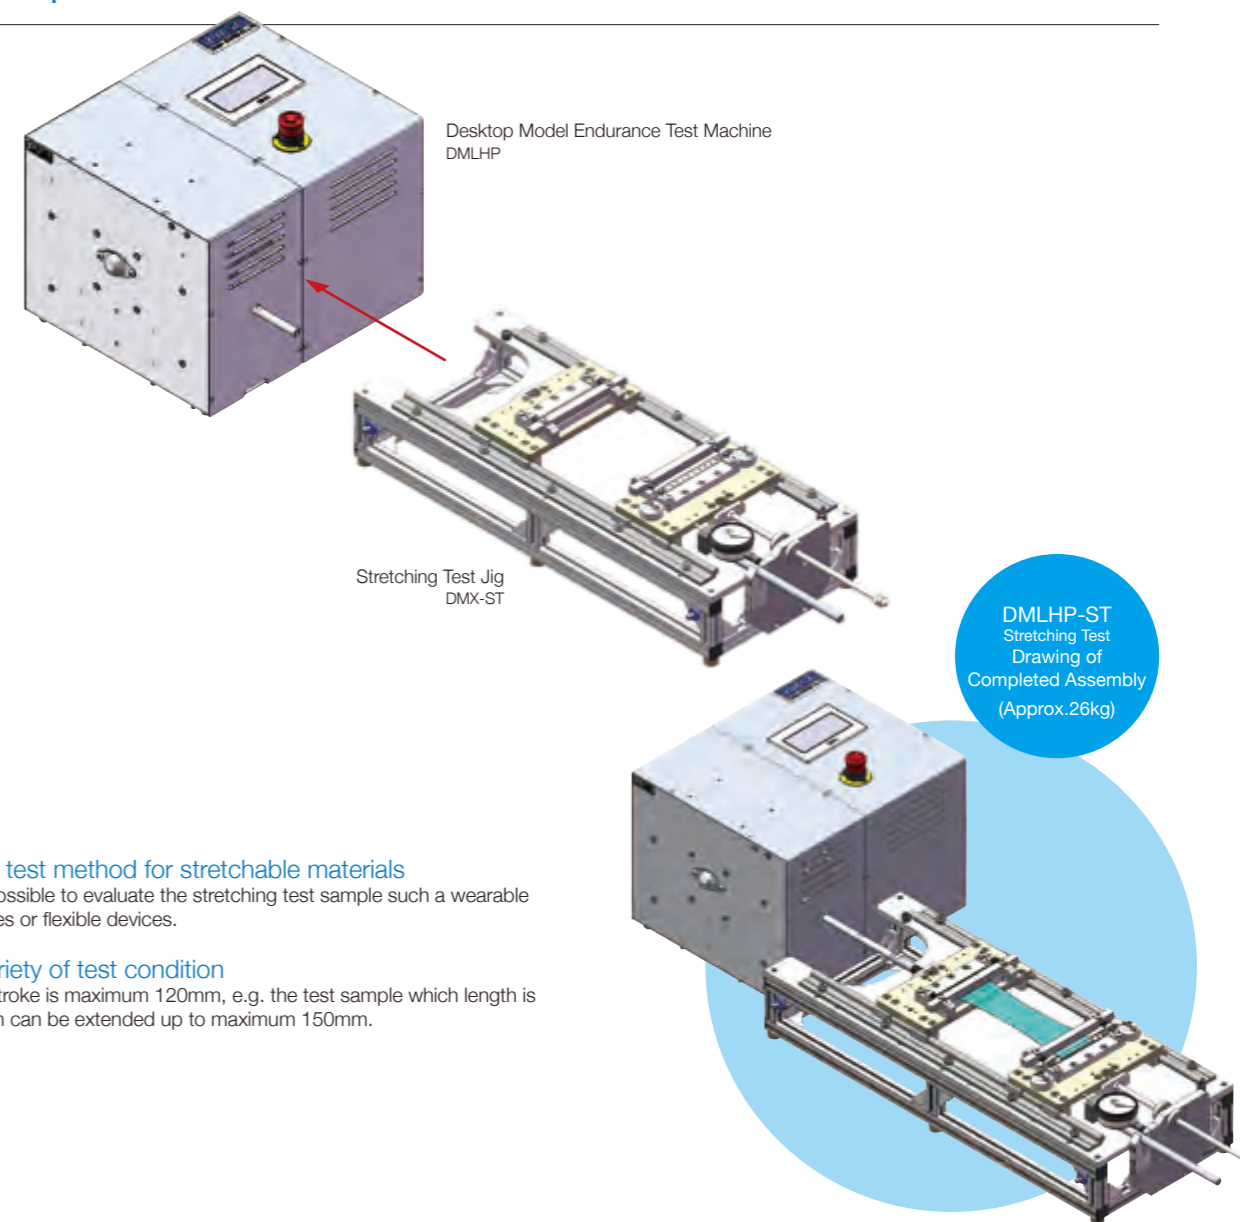 Desktop Model Endurance Test Machine
DMLHP
Stretching Test Jig
DMX-ST
DMLHP-ST
Stretching Test
Drawing of
Completed Assembly
(Approx.26kg)
test method for stretchable materials
ossible to evaluate the stretching test sample such a wearable
es or flexible devices.
riety of test condition
troke is maximum 120mm, e.g. the test sample which length is
can be extended up to maximum 150mm.